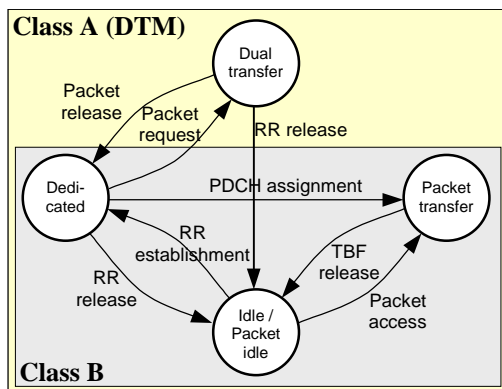 Class A (DTM)
Dual
transfer
Packet
release
Packet
request
RR release
Dedi-
cated
PDCH assignment
Packet
transfer
RR
establishment
TBF
release
RR
release
Packet
access
Idle /
Packet
idle
Class B